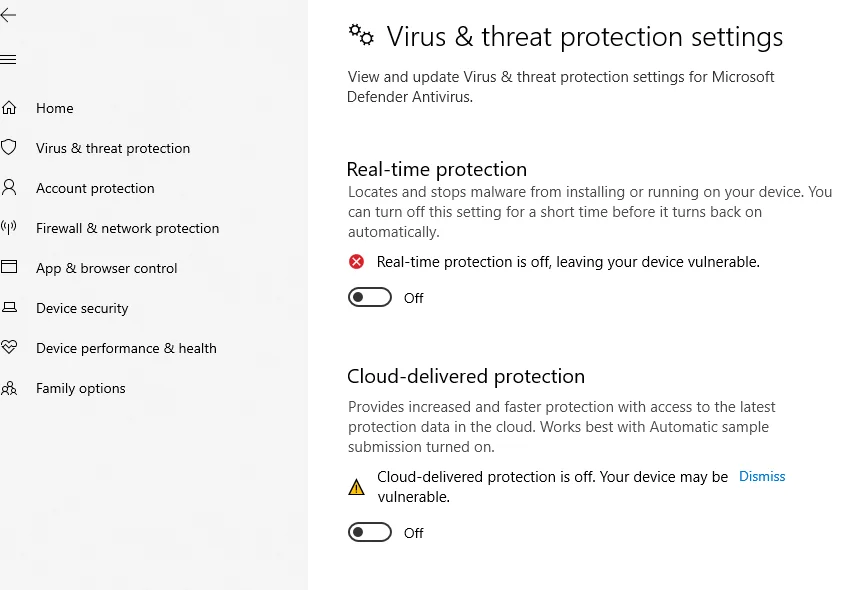 Virus & threat protection settings
View and update Virus & threat protection settings for Microsoft
Defender Antivirus.
Home
Virus & threat protection
Account protection
Firewall & network protection
App & browser control
Device security
Device performance & health
Family options
Real-time protection
Locates and stops malware from installing or running on your device. You
can turn off this setting for a short time before it turns back on
automatically.
Real-time protection is off, leaving your device vulnerable.
Off
Cloud-delivered protection
Provides increased and faster protection with access to the latest
protection data in the cloud. Works best with Automatic sample
submission turned on.
Cloud-delivered protection is off. Your device may be Dismiss
vulnerable.
Off